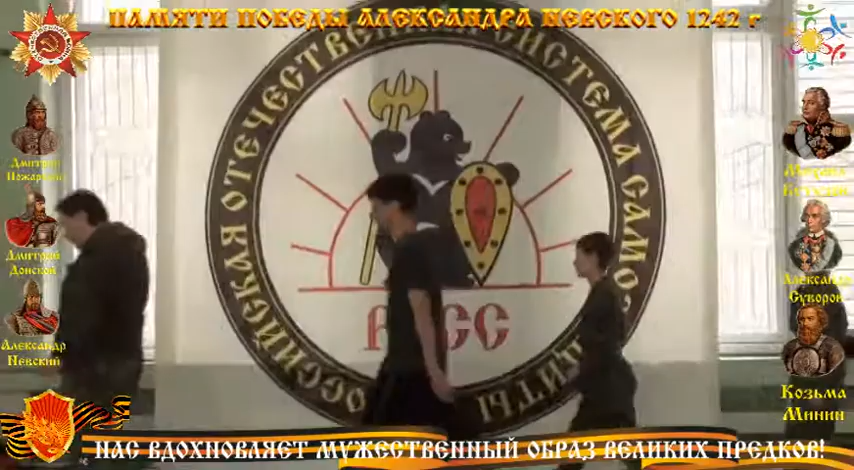 ПАМЯТИ ПОБЕДЫ АЛЕКСАНДРА НЕВСКОГО 1242 г
РОССИЙСКАЯ ОТЕЧЕСТВЕННАЯ СИСТЕМА САМОЗАЩИТЫ
Дмитрий
Пожарский
Дмитрий
Донской
Александр
Невский
Михаил
Кутузов
Александр
Суворов
Козьма
Минин
НАС ВДОХНОВЛЯЕТ МУЖЕСТВЕННЫЙ ОБРАЗ ВЕЛИКИХ ПРЕДКОВ!